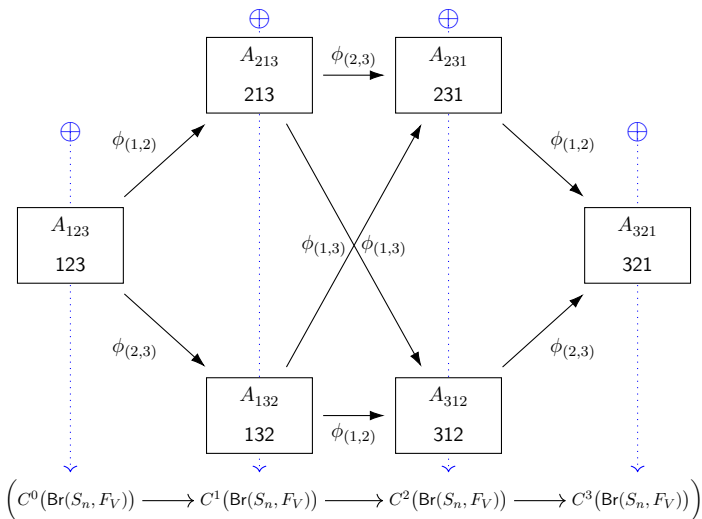 ⊕ ⊕
A_{213} ϕ_{(2,3)} A_{231}
213 231
⊕ ϕ_{(1,2)} ϕ_{(1,2)} ⊕
A_{123} A_{321}
123 ϕ_{(1,3)} ϕ_{(1,3)} 321
ϕ_{(2,3)} ϕ_{(2,3)}
A_{132} A_{312}
132 ϕ_{(1,2)} 312
(C^0(Br(S_n, F_V)) ⟶ C^1(Br(S_n, F_V)) ⟶ C^2(Br(S_n, F_V)) ⟶ C^3(Br(S_n, F_V)))